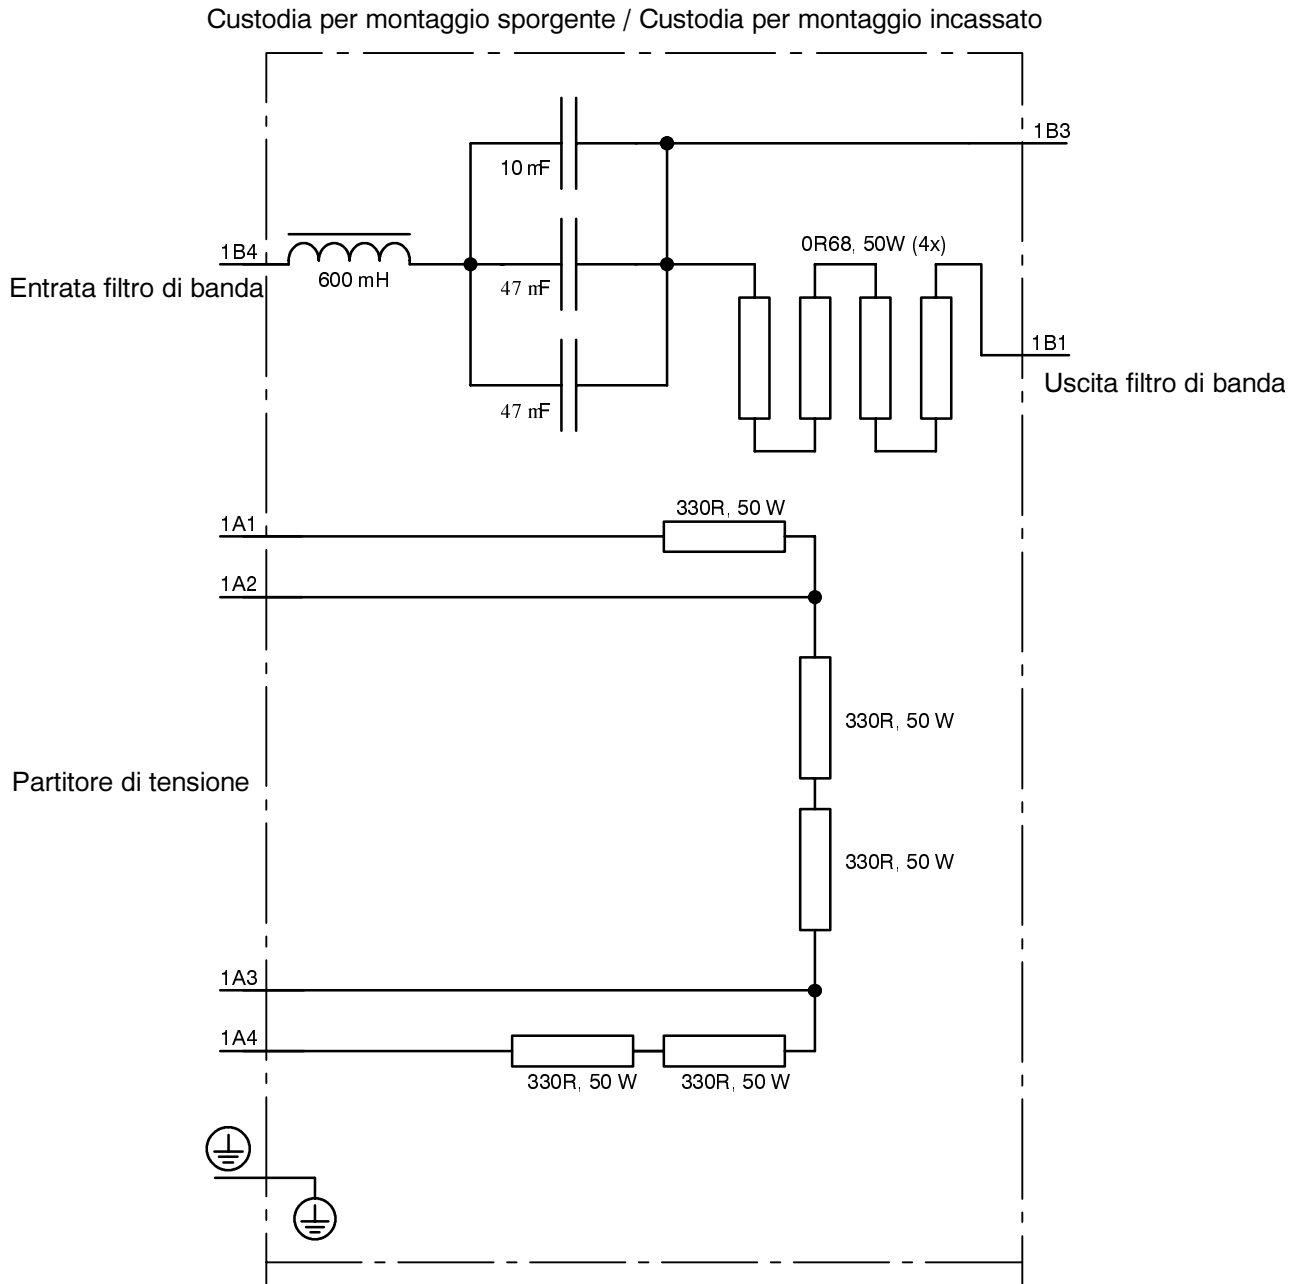 Custodia per montaggio sporgente / Custodia per montaggio incassato
1B3
10 mF
1B4
600 mH
Entrata filtro di banda
47 mF
0R68, 50W (4x)
1B1
Uscita filtro di banda
47 mF
330R, 50 W
1A1
1A2
330R, 50 W
Partitore di tensione
330R, 50 W
1A3
1A4
330R, 50 W
330R, 50 W